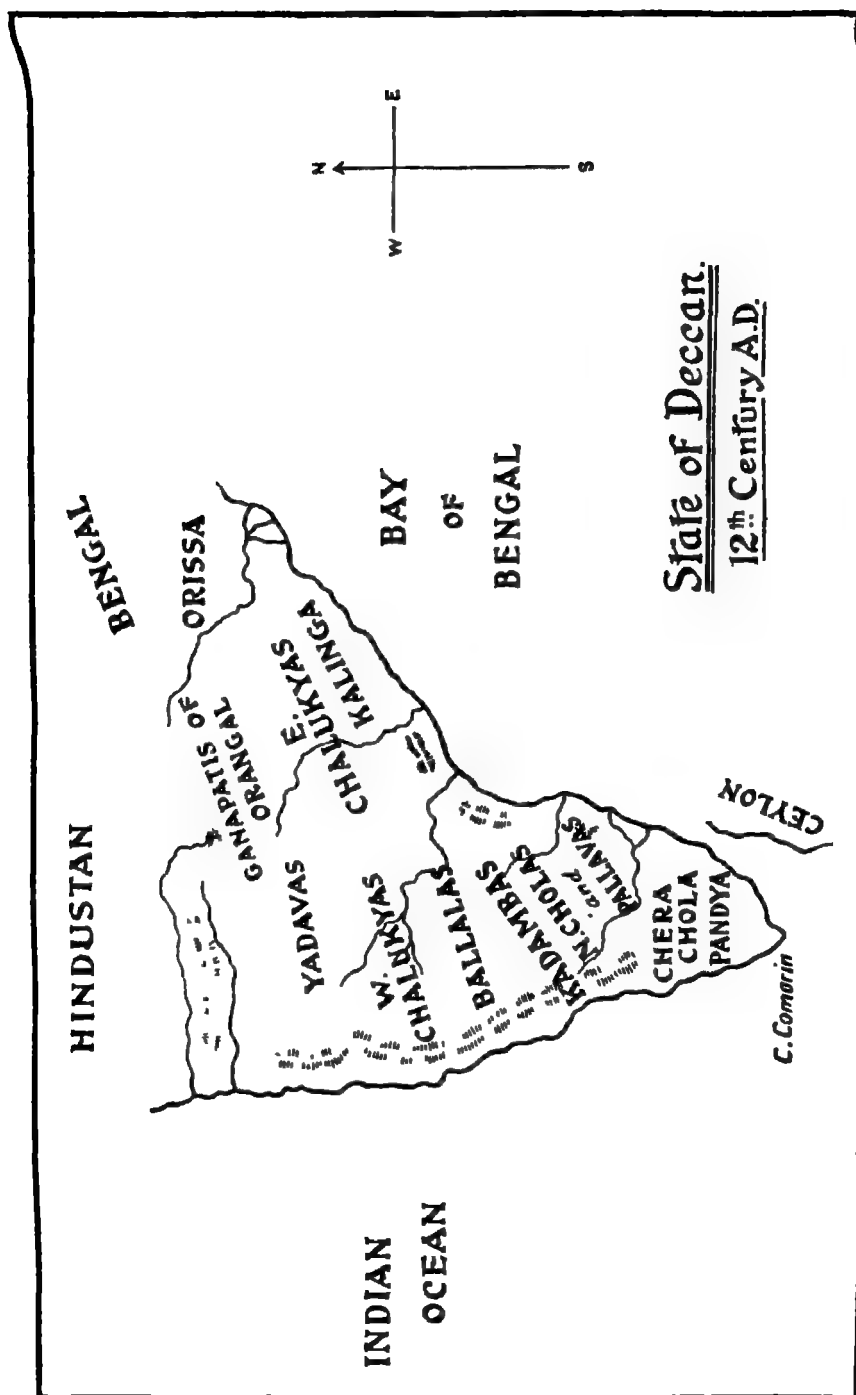 HINDUSTAN
BENGAL
ORISSA
GANAPATIS OF
ORANGAL
YADAVAS
E.
CHALUKYAS
KALINGA
W.
CHALUKYAS
BALLALAS
KADAMBAS
N. CHOLAS
and
PALLAVAS
CHERA
CHOLA
PANDYA
C. Comorin
CEYLON
INDIAN
OCEAN
BAY
OF
BENGAL
N
W
E
S
State of Deccan.
12th Century A.D.